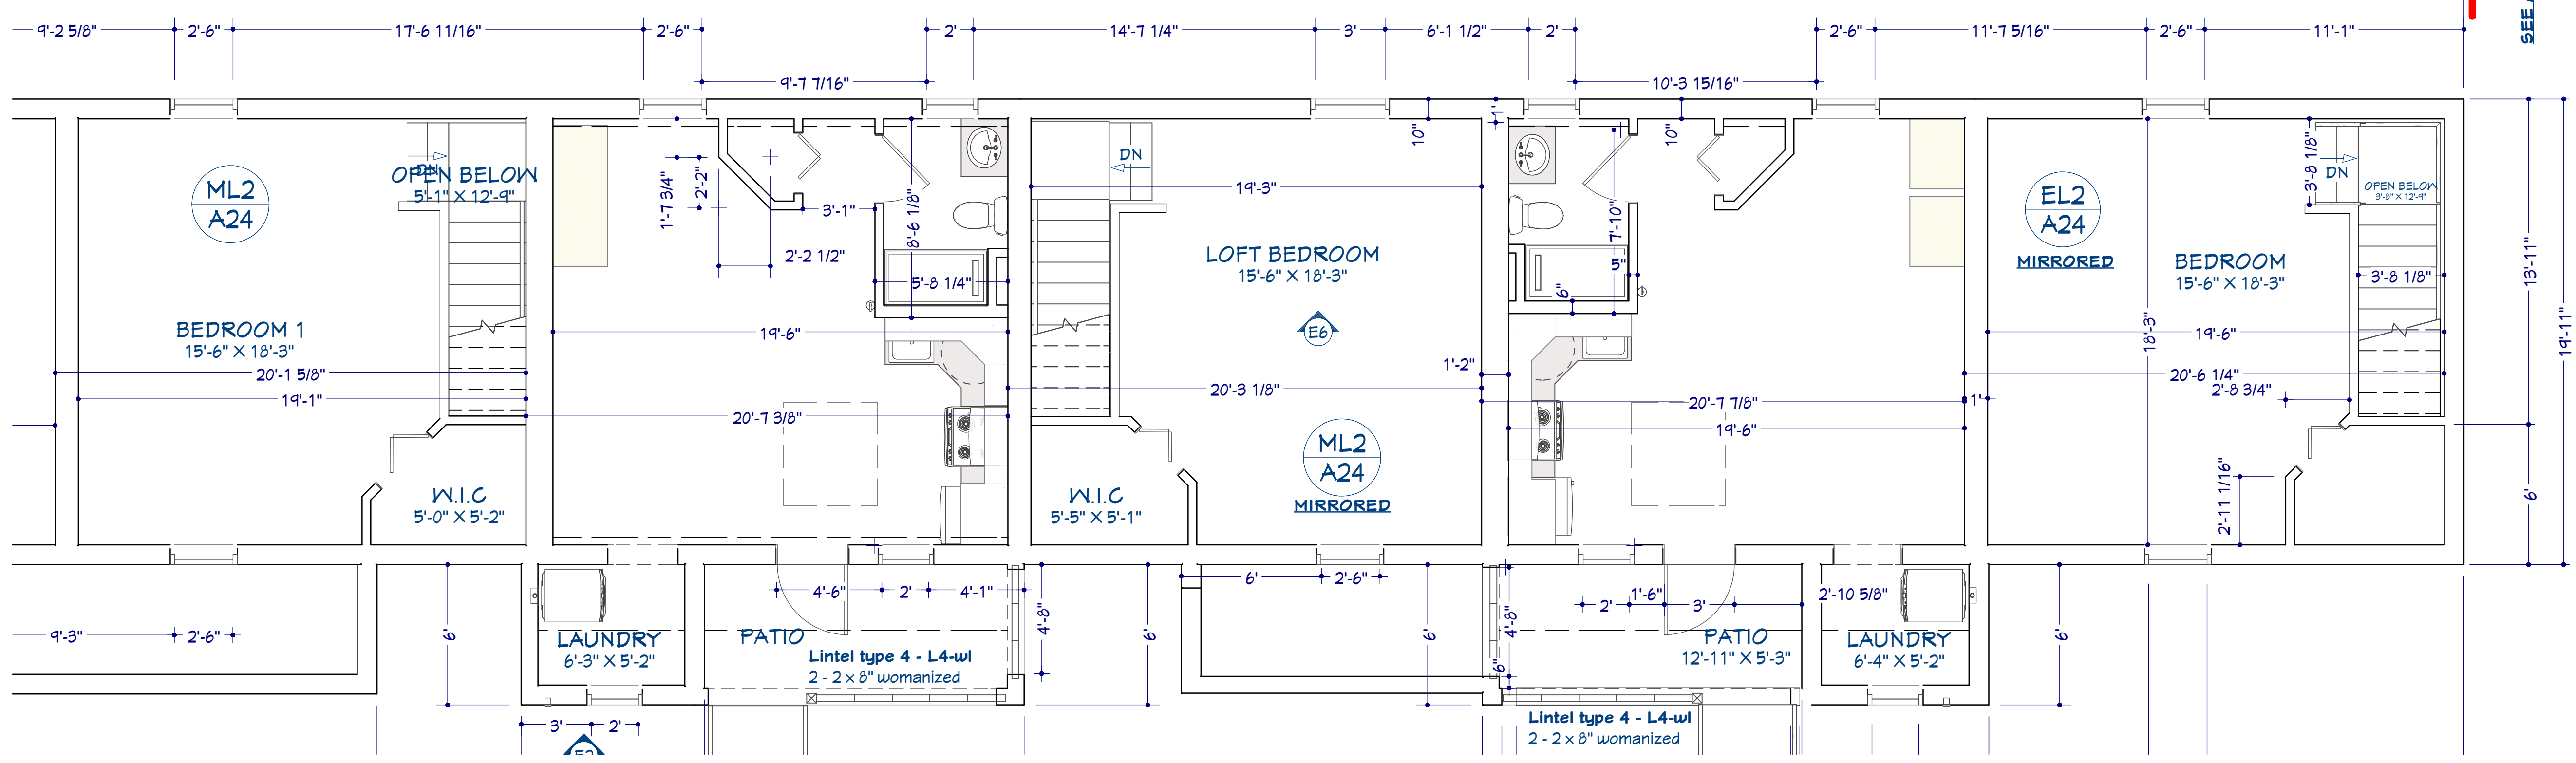 9'-2 5/8"
2'-6"
17'-6 11/16"
2'-6"
2'
14'-7 1/4"
3'
6'-1 1/2"
2'
2'-6"
11'-7 5/16"
2'-6"
11'-1"
SEE
9'-7 7/16"
10'-3 15/16"
ML2
A24
OPEN BELOW
5'-1" X 12'-9"
DN
BEDROOM 1
15'-6" X 18'-3"
20'-1 5/8"
19'-1"
W.I.C
5'-0" X 5'-2"
1'-7 3/4"
2'-2"
3'-1"
2'-2 1/2"
8'-6 1/8"
5'-8 1/4"
19'-6"
20'-7 3/8"
DN
19'-3"
LOFT BEDROOM
15'-6" X 18'-3"
E6
20'-3 1/8"
ML2
A24
MIRRORED
W.I.C
5'-5" X 5'-1"
10"
1'
1'-2"
10"
7'-10"
5"
6"
20'-7 7/8"
19'-6"
1'
EL2
A24
MIRRORED
BEDROOM
15'-6" X 18'-3"
3'-8 1/8"
DN
OPEN BELOW
3'-8" X 12'-9"
3'-8 1/8"
18'-3"
19'-6"
20'-6 1/4"
2'-8 3/4"
2'-11 1/16"
13'-11"
19'-11"
6'
9'-3"
2'-6"
6'
LAUNDRY
6'-3" X 5'-2"
PATIO
4'-6"
2'
4'-1"
4'-8"
6'
Lintel type 4 - L4-wl
2 - 2 x 8" womanized
3'
2'
6'
2'-6"
6'
4'-8"
6"
2'
1'-6"
3'
PATIO
12'-11" X 5'-3"
2'-10 5/8"
LAUNDRY
6'-4" X 5'-2"
6'
Lintel type 4 - L4-wl
2 - 2 x 8" womanized